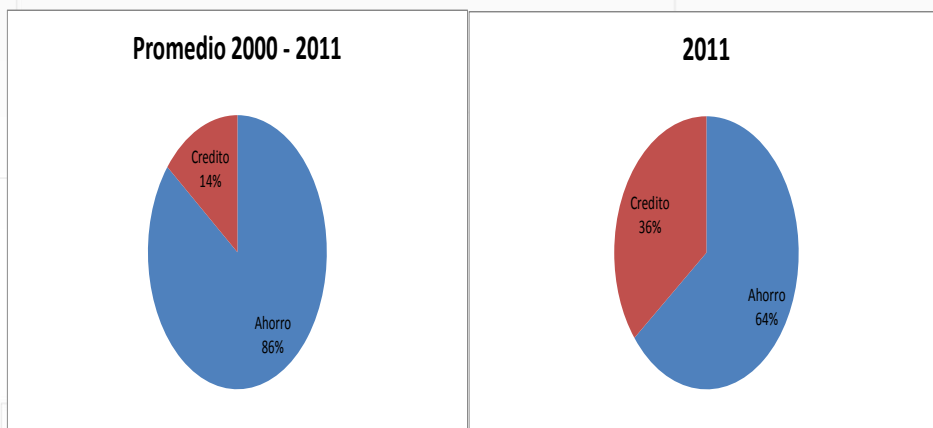 Promedio 2000 - 2011
Credito
14%
Ahorro
86%
2011
Credito
36%
Ahorro
64%